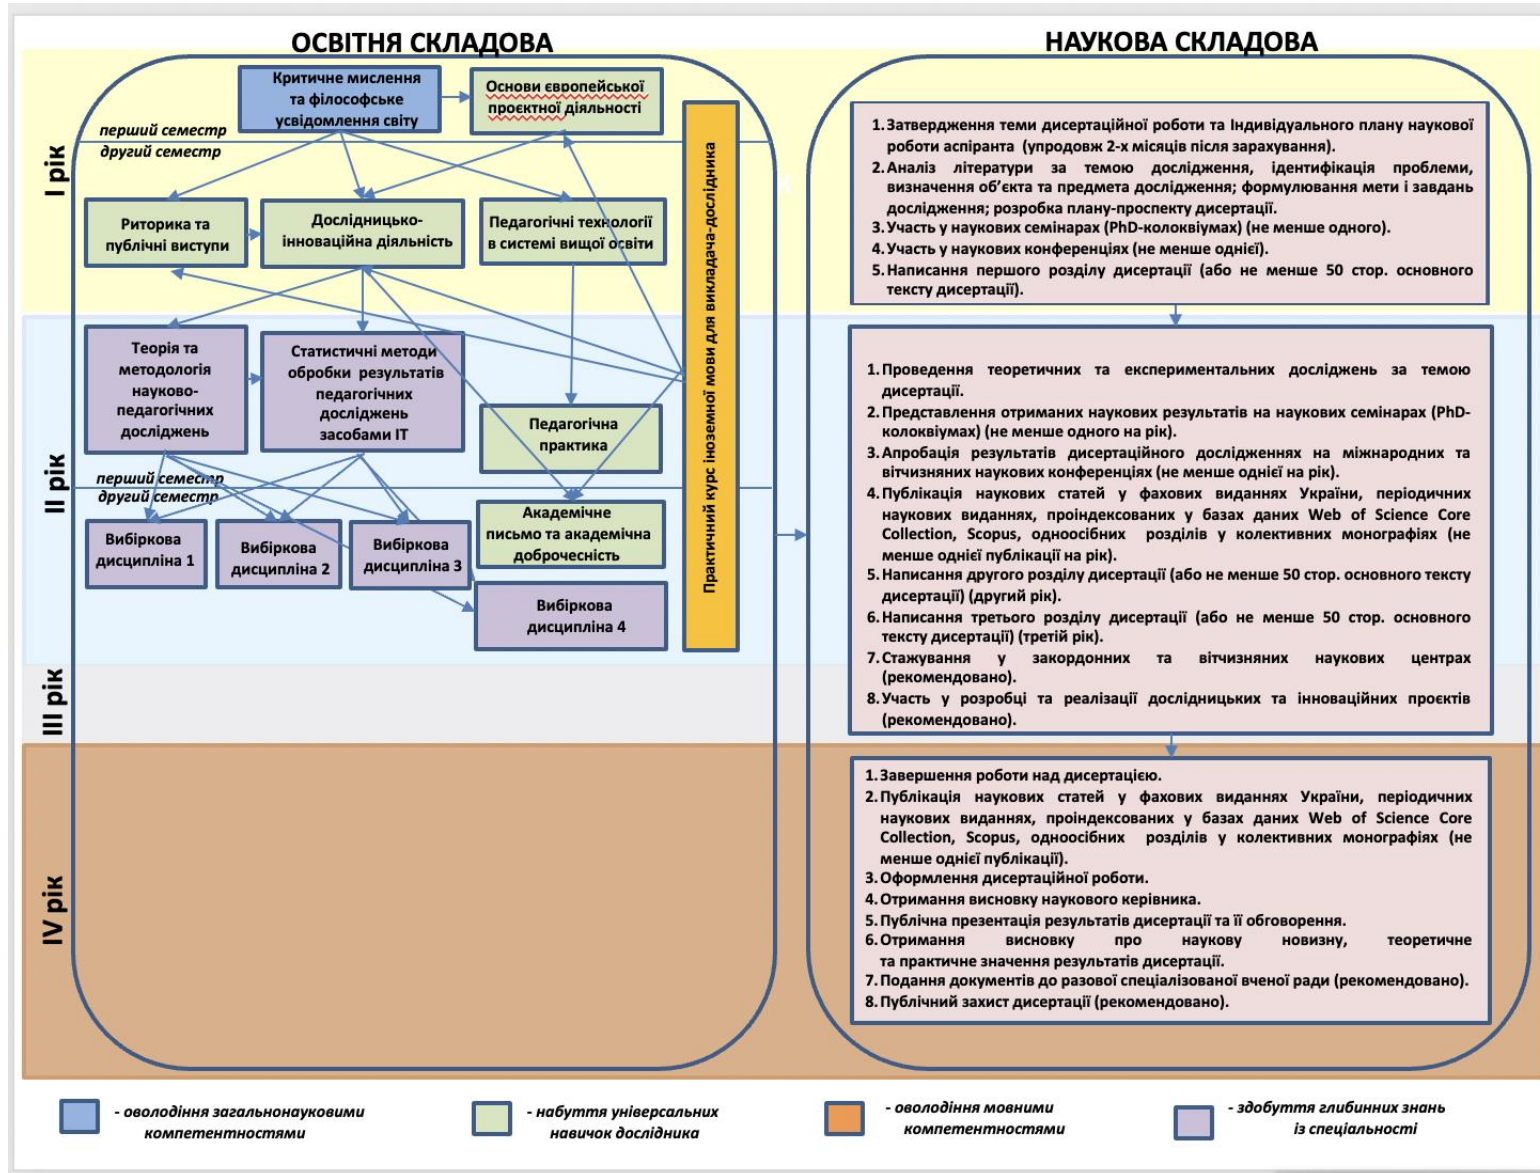 ОСВІТНЯ СКЛАДОВА
НАУКОВА СКЛАДОВА
І рік
Критичне мислення
та філософське
усвідомлення світу
Основи європейської
проєктної діяльності
перший семестр
другий семестр
Риторика та
публічні виступи
Дослідницько-
інноваційна діяльність
Педагогічні технології
в системі вищої освіти
Практичний курс іноземної мови для викладача-дослідника
ІІ рік
Теорія та
методологія
науково-
педагогічних
досліджень
Статистичні методи
обробки результатів
педагогічних
досліджень
засобами ІТ
Педагогічна
практика
перший семестр
другий семестр
Вибіркова
дисципліна 1
Вибіркова
дисципліна 2
Вибіркова
дисципліна 3
Академічне
письмо та академічна
доброчесність
Вибіркова
дисципліна 4
ІІІ рік
IV рік
1. Затвердження теми дисертаційної роботи та Індивідуального плану наукової
роботи аспіранта (упродовж 2-х місяців після зарахування).
2. Аналіз літератури за темою дослідження, ідентифікація проблеми,
визначення об’єкта та предмета дослідження; формулювання мети і завдань
дослідження; розробка плану-проспекту дисертації.
3. Участь у наукових семінарах (PhD-колоквіумах) (не менше одного).
4. Участь у наукових конференціях (не менше однієї).
5. Написання першого розділу дисертації (або не менше 50 стор. основного
тексту дисертації).
1. Проведення теоретичних та експериментальних досліджень за темою
дисертації.
2. Представлення отриманих наукових результатів на наукових семінарах (PhD-
колоквіумах) (не менше одного на рік).
3. Апробація результатів дисертаційного дослідженнях на міжнародних та
вітчизняних наукових конференціях (не менше однієї на рік).
4. Публікація наукових статей у фахових виданнях України, періодичних
наукових виданнях, проіндексованих у базах даних Web of Science Core
Collection, Scopus, одноосібних розділів у колективних монографіях (не
менше однієї публікації на рік).
5. Написання другого розділу дисертації (або не менше 50 стор. основного тексту
дисертації) (другий рік).
6. Написання третього розділу дисертації (або не менше 50 стор. основного
тексту дисертації) (третій рік).
7. Стажування у закордонних та вітчизняних наукових центрах
(рекомендовано).
8. Участь у розробці та реалізації дослідницьких та інноваційних проєктів
(рекомендовано).
1. Завершення роботи над дисертацією.
2. Публікація наукових статей у фахових виданнях України, періодичних
наукових виданнях, проіндексованих у базах даних Web of Science Core
Collection, Scopus, одноосібних розділів у колективних монографіях (не
менше однієї публікації).
3. Оформлення дисертаційної роботи.
4. Отримання висновку наукового керівника.
5. Публічна презентація результатів дисертації та її обговорення.
6. Отримання висновку про наукову новизну, теоретичне
та практичне значення результатів дисертації.
7. Подання документів до разової спеціалізованої вченої ради (рекомендовано).
8. Публічний захист дисертації (рекомендовано).
- оволодіння загальнонауковими
компетентностями
- набуття універсальних
навичок дослідника
- оволодіння мовними
компетентностями
- здобуття глибинних знань
із спеціальності